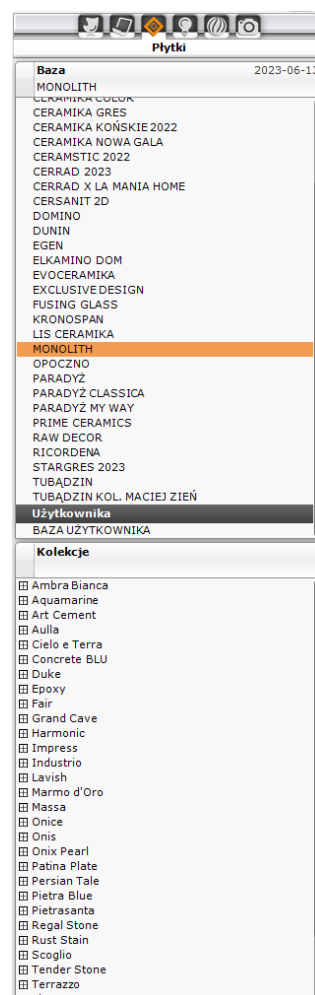 Płytki
Baza 2023-06-13
MONOLITH
CERAMIKA COLOR
CERAMIKA GRES
CERAMIKA KOŃSKIE 2022
CERAMIKA NOWA GALA
CERAMSTIC 2022
CERRAD 2023
CERRAD X LA MANIA HOME
CERSANIT 2D
DOMINO
DUNIN
EGEN
ELKAMINO DOM
EVOCERAMIKA
EXCLUSIVE DESIGN
FUSING GLASS
KRONOSPAN
LIS CERAMIKA
MONOLITH
OPOCZNO
PARADYŻ
PARADYŻ CLASSICA
PARADYŻ MY WAY
PRIME CERAMICS
RAW DECOR
RICORDENA
STARGRES 2023
TUBĄDZIN
TUBĄDZIN KOL. MACIEJ ZIEŃ
Użytkownika
BAZA UŻYTKOWNIKA
Kolekcje
Ambra Bianca
Aquamarine
Art Cement
Aulla
Cielo e Terra
Concrete BLU
Duke
Epoxy
Fair
Grand Cave
Harmonic
Impress
Industrio
Lavish
Marmo d'Oro
Massa
Onice
Onis
Onix Pearl
Patina Plate
Persian Tale
Pietra Blue
Pietrasanta
Regal Stone
Rust Stain
Scoglio
Tender Stone
Terrazzo